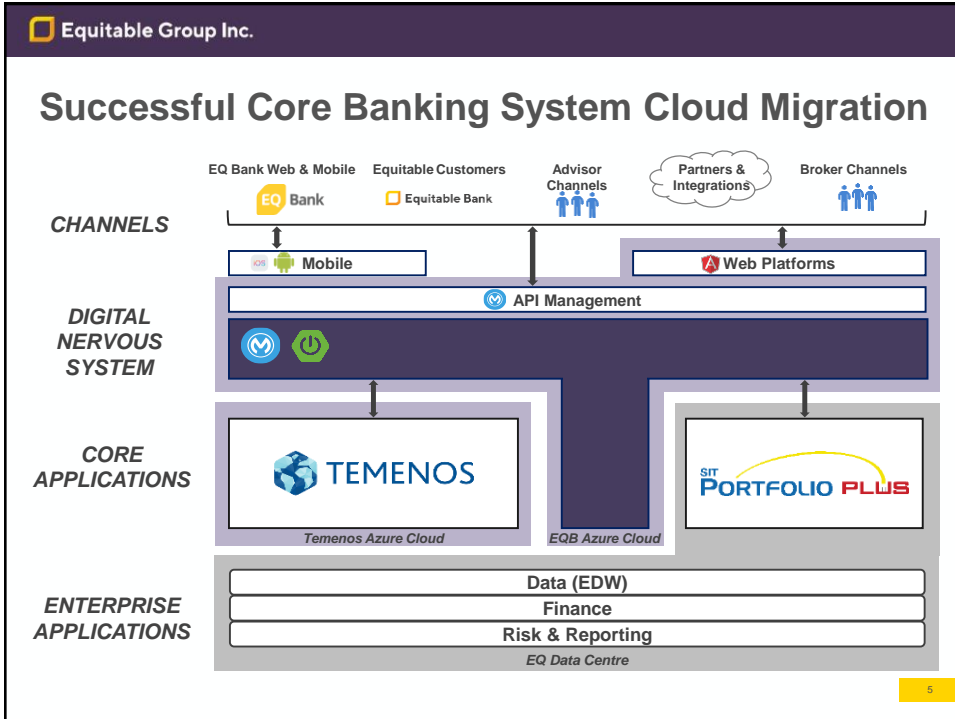 Equitable Group Inc.
Successful Core Banking System Cloud Migration
EQ Bank Web & Mobile
Equitable Customers
Advisor
Channels
Partners &
Integrations
Broker Channels
EQ Bank
Equitable Bank
CHANNELS
iOS Mobile
Web Platforms
API Management
DIGITAL
NERVOUS
SYSTEM
CORE
APPLICATIONS
TEMENOS
SIT
PORTFOLIO PLUS
Temenos Azure Cloud
EQB Azure Cloud
ENTERPRISE
APPLICATIONS
Data (EDW)
Finance
Risk & Reporting
EQ Data Centre
5